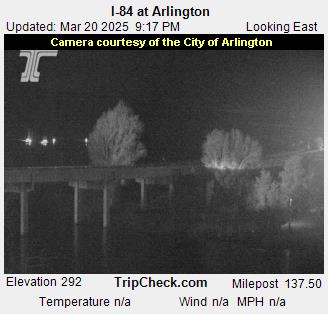 I-84 at Arlington
Updated: Mar 20 2025 9:17 PM Looking East
Camera courtesy of the City of Arlington
Elevation 292 TripCheck.com Milepost 137.50
Temperature n/a Wind n/a MPH n/a